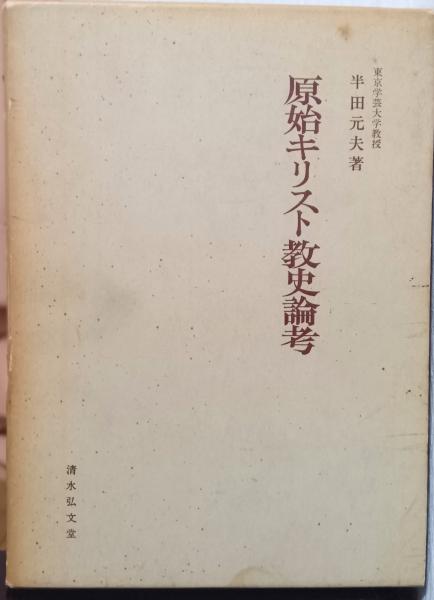 東京学芸大学教授
半田元夫著
原始キリスト教史論考
清水弘文堂